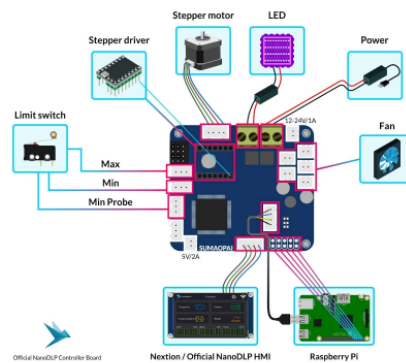 Stepper motor
LED
Stepper driver
Power
12-24V/1A
Limit switch
Fan
Max
Min
Min Probe
5V/2A
SUMAOPAI
Official NanoDLP Controller Board
Nextion / Official NanoDLP HMI
Raspberry Pi